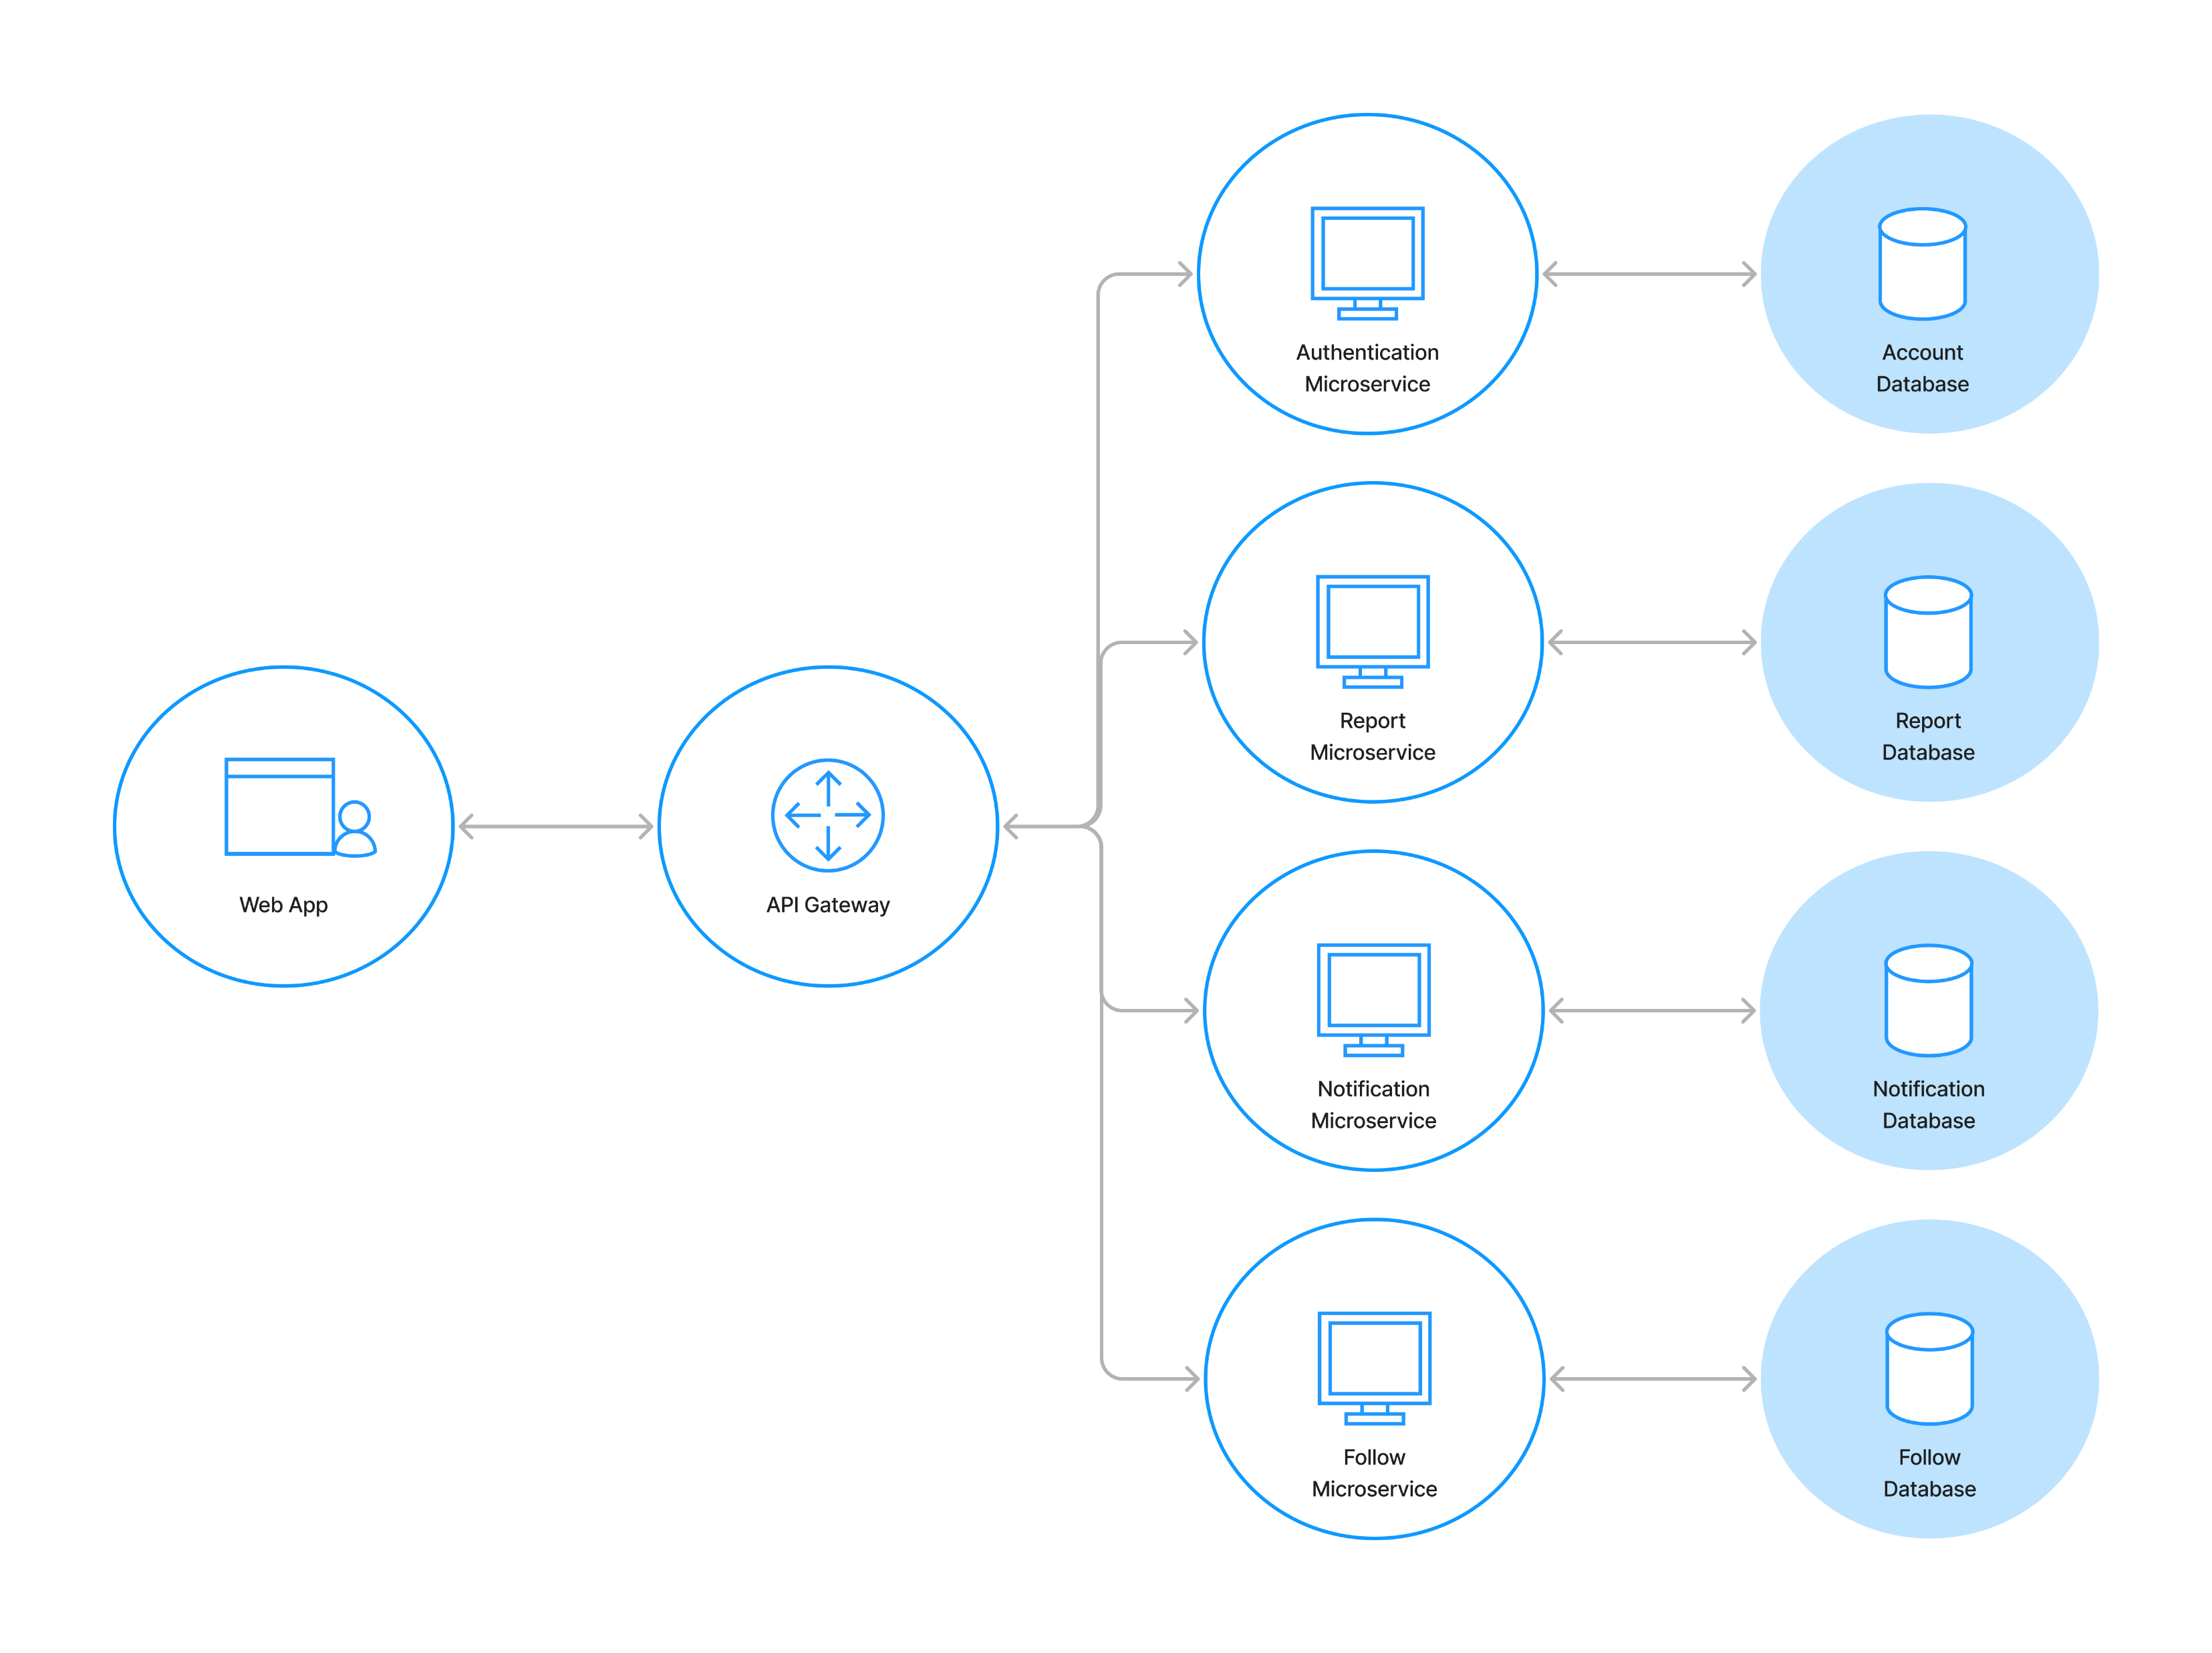 Authentication
Microservice
Account
Database
Report
Microservice
Report
Database
Web App
API Gateway
Notification
Microservice
Notification
Database
Follow
Microservice
Follow
Database